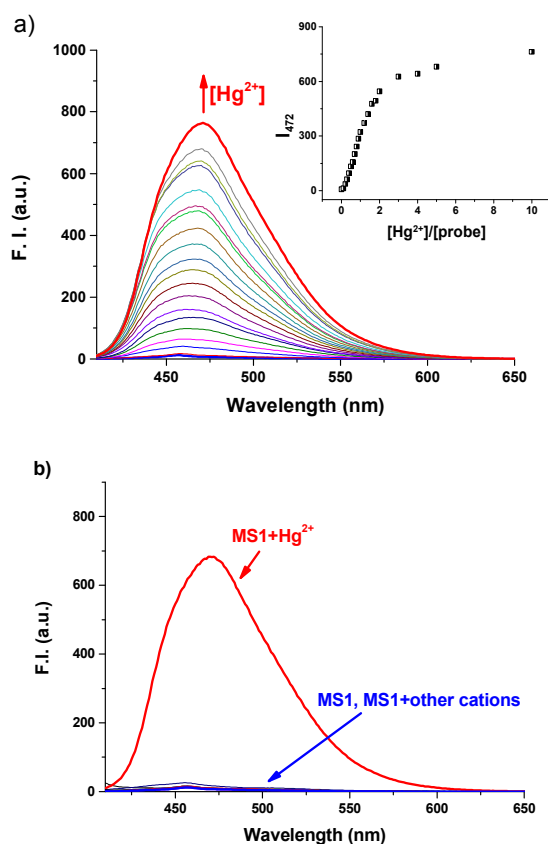 a)
1000
800
600
400
200
0
F. I. (a.u.)
[Hg²⁺]
450 500 550 600 650
Wavelength (nm)
900
600
300
0
I₄₇₂
0 2 4 6 8 10
[Hg²⁺]/[probe]
b)
800
600
400
200
0
F.I. (a.u.)
MS1+Hg²⁺
MS1, MS1+other cations
450 500 550 600 650
Wavelength (nm)